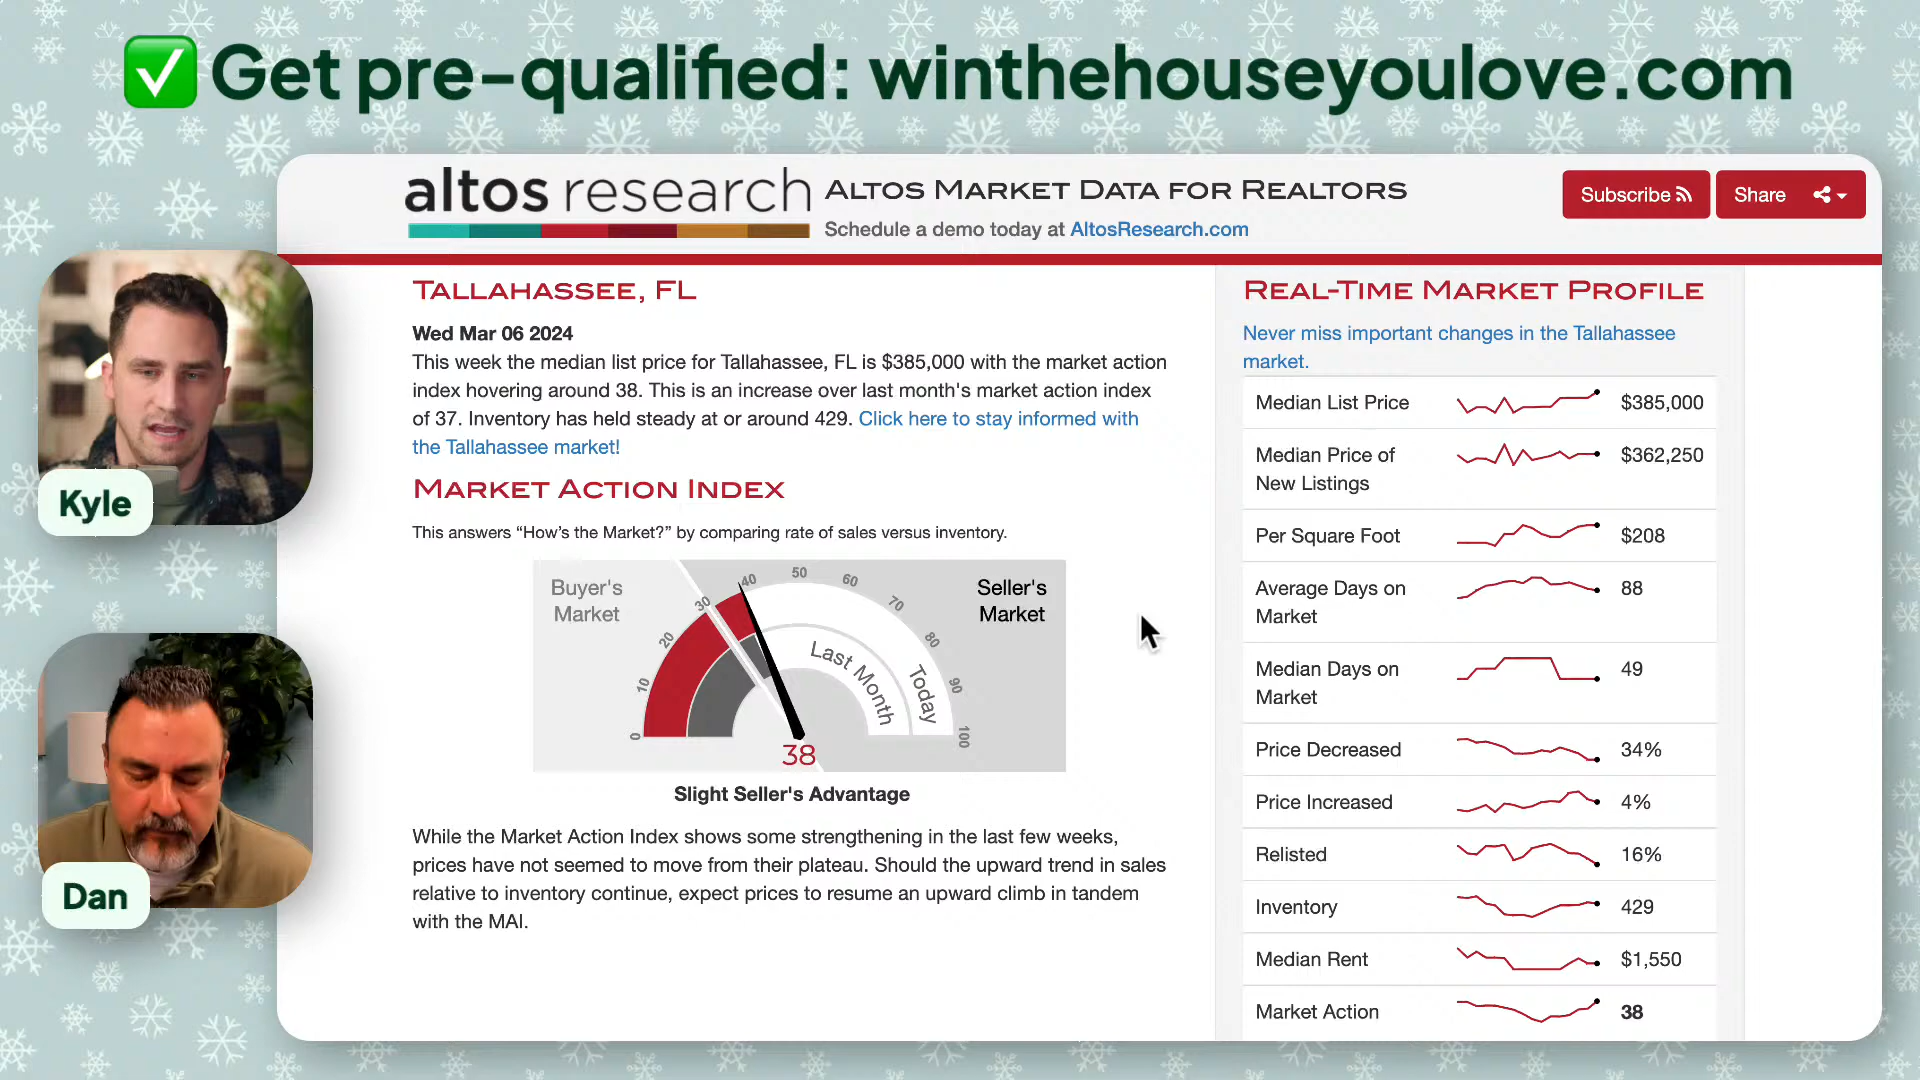 ✅ Get pre-qualified: winthehouseyoulove.com
altos research
ALTOS MARKET DATA FOR REALTORS
Schedule a demo today at AltosResearch.com
Subscribe
Share
TALLAHASSEE, FL
Wed Mar 06 2024
This week the median list price for Tallahassee, FL is $385,000 with the market action
index hovering around 38. This is an increase over last month's market action index
of 37. Inventory has held steady at or around 429. Click here to stay informed with
the Tallahassee market!
MARKET ACTION INDEX
This answers “How’s the Market?” by comparing rate of sales versus inventory.
Buyer's
Market
Seller's
Market
0
10
20
30
40
50
60
70
80
90
100
Last Month
Today
38
Slight Seller's Advantage
While the Market Action Index shows some strengthening in the last few weeks,
prices have not seemed to move from their plateau. Should the upward trend in sales
relative to inventory continue, expect prices to resume an upward climb in tandem
with the MAI.
REAL-TIME MARKET PROFILE
Never miss important changes in the Tallahassee
market.
Median List Price $385,000
Median Price of
New Listings $362,250
Per Square Foot $208
Average Days on
Market 88
Median Days on
Market 49
Price Decreased 34%
Price Increased 4%
Relisted 16%
Inventory 429
Median Rent $1,550
Market Action 38
Kyle
Dan